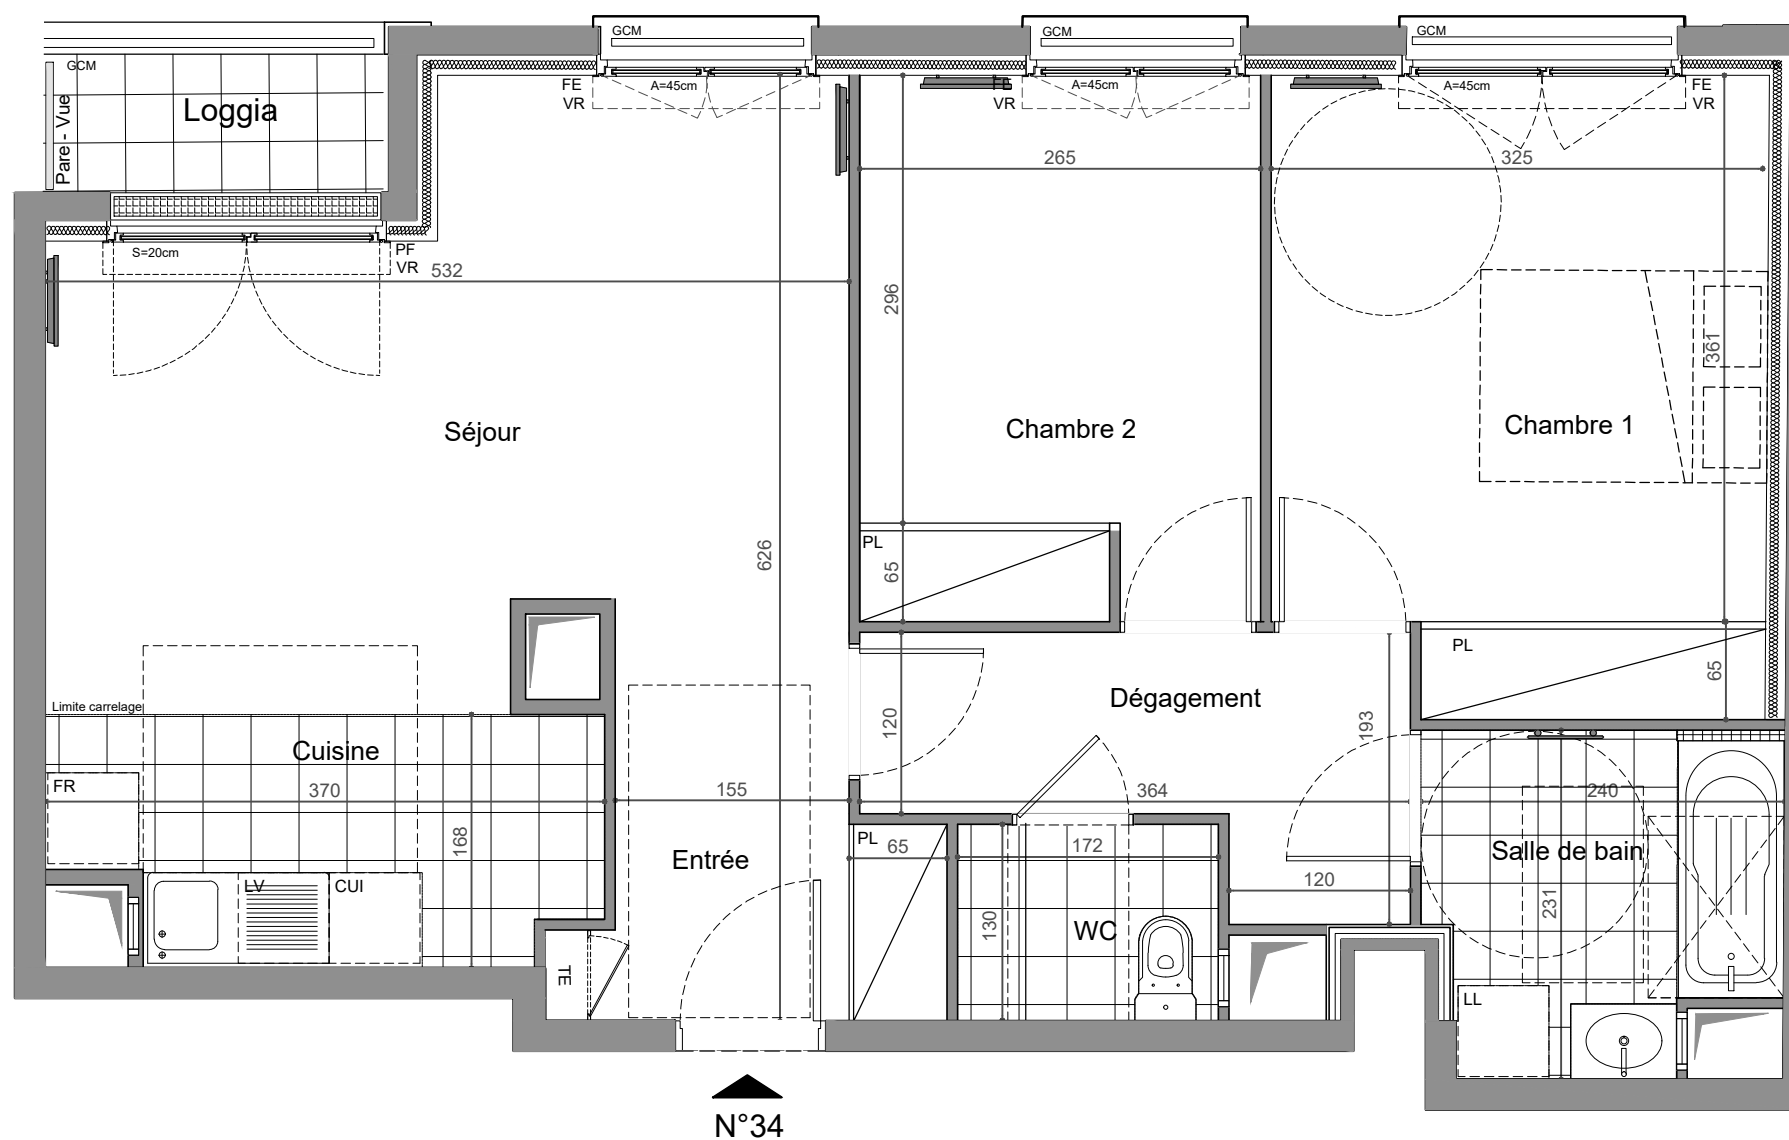 GCM
GCM
GCM
GCM
Pare - Vue
Loggia
FE
VR
A=45cm
FE
VR
A=45cm
A=45cm
FE
VR
265
325
S=20cm
PF
VR
532
296
361
Séjour
Chambre 2
Chambre 1
626
PL
65
PL
65
Limite carrelage
Cuisine
Dégagement
120
193
FR
370
155
364
240
168
Entrée
PL
65
172
Salle de bain
LV
CUI
120
231
130
WC
TE
LL
N°34